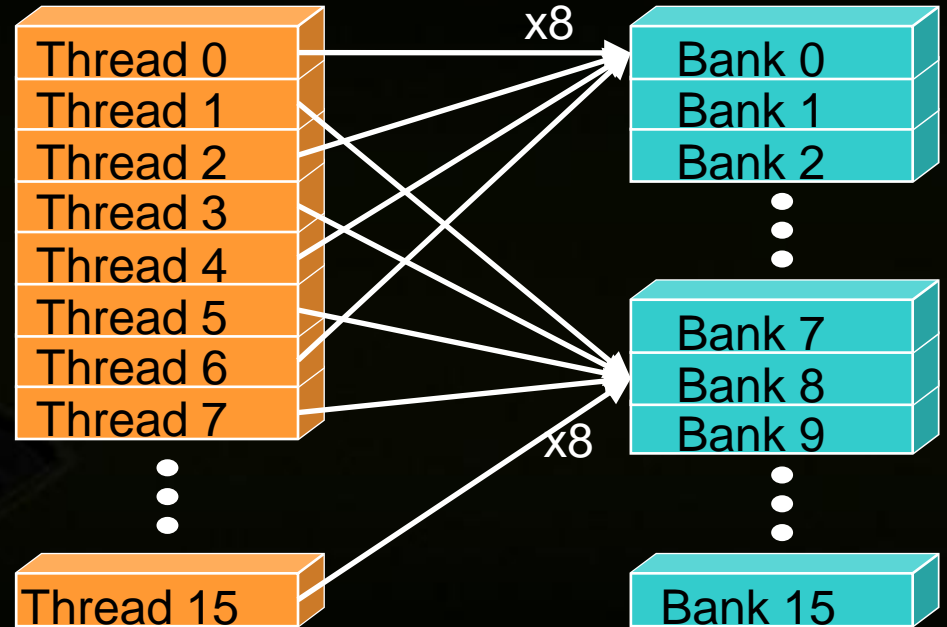 x8
Thread 0
Thread 1
Thread 2
Thread 3
Thread 4
Thread 5
Thread 6
Thread 7
Thread 15
Bank 0
Bank 1
Bank 2
Bank 7
Bank 8
Bank 9
x8
Bank 15